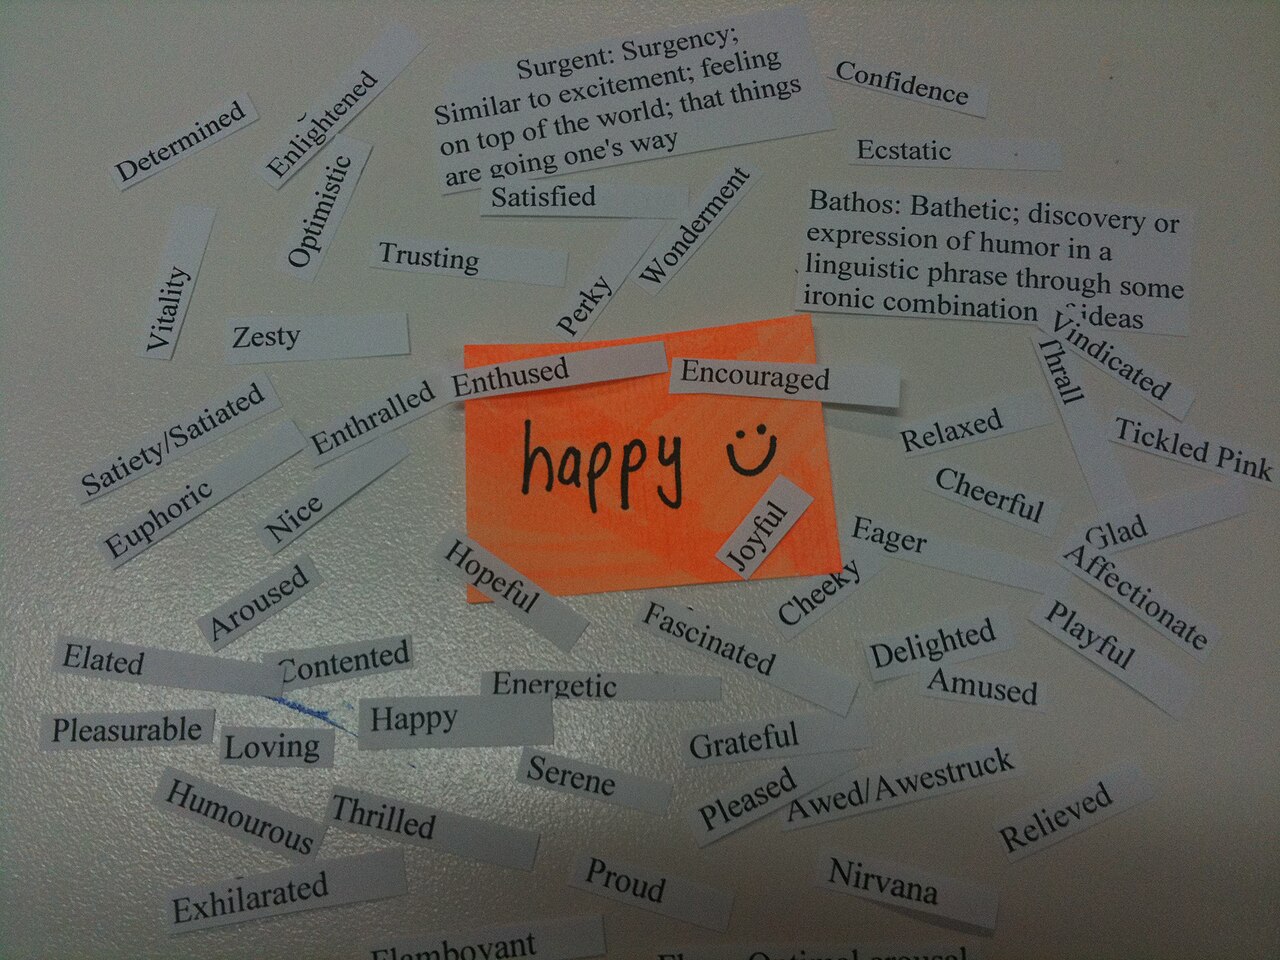 Surgent: Surgency;
Similar to excitement; feeling
on top of the world; that things
are going one's way
Confidence
Determined
Enlightened
Ecstatic
Optimistic
Satisfied
Wonderment
Bathos: Bathetic; discovery or
expression of humor in a
linguistic phrase through some
ironic combination ideas
Trusting
Vitality
Perky
Zesty
Vindicated
Thrall
Enthused
Encouraged
Satiety/Satiated
Enthralled
Relaxed
Tickled Pink
happy
Euphoric
Nice
Cheerful
Joyful
Eager
Glad
Hopeful
Cheeky
Affectionate
Aroused
Fascinated
Delighted
Playful
Elated
Contented
Energetic
Amused
Pleasurable
Loving
Happy
Grateful
Serene
Pleased
Awed/Awestruck
Humourous
Thrilled
Relieved
Exhilarated
Proud
Nirvana
Flamboyant
Optimal arousal